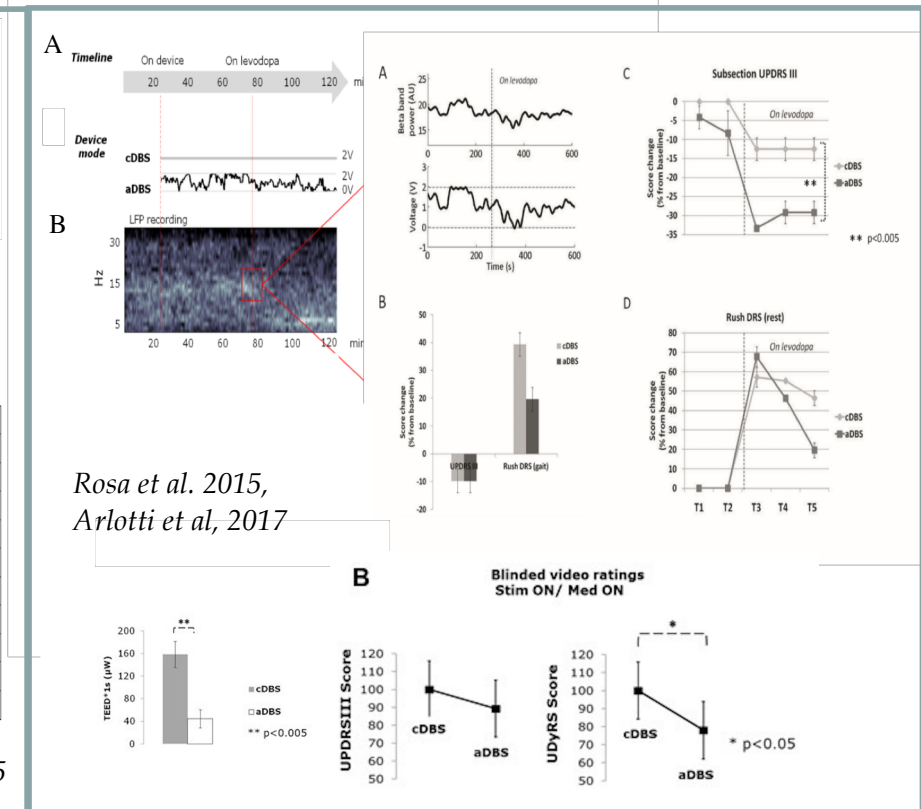 A
Timeline
On device On levodopa
20 40 60 80 100 120 mi
Device
mode
cDBS 2V
aDBS 2V
0V
B
LFP recording
Hz
30
15
5
20 40 60 80 100 120 min
A
On levodopa
Beta band
power (AU)
25
20
15
0 200 400 600
Voltage (V)
3
2
1
0
-1
0 200 400 600
Time (s)
B
Score change
(% from baseline)
50
40
30
20
10
0
-10
-20
UPDRS III Rush DRS (gait)
cDBS
aDBS
C
Subsection UPDRS III
On levodopa
Score change
(% from baseline)
0
-5
-10
-15
-20
-25
-30
-35
cDBS
aDBS
**
** p<0.005
D
Rush DRS (rest)
On levodopa
Score change
(% from baseline)
80
70
60
50
40
30
20
10
0
T1 T2 T3 T4 T5
cDBS
aDBS
Rosa et al. 2015,
Arlotti et al, 2017
**
TEED*1s (µW)
200
160
120
80
40
0
cDBS
aDBS
** p<0.005
B
Blinded video ratings
Stim ON/ Med ON
UPDRSIII Score
120
110
100
90
80
70
60
50
cDBS
aDBS
*
UDyRS Score
120
110
100
90
80
70
60
50
cDBS
aDBS
* p<0.05
5